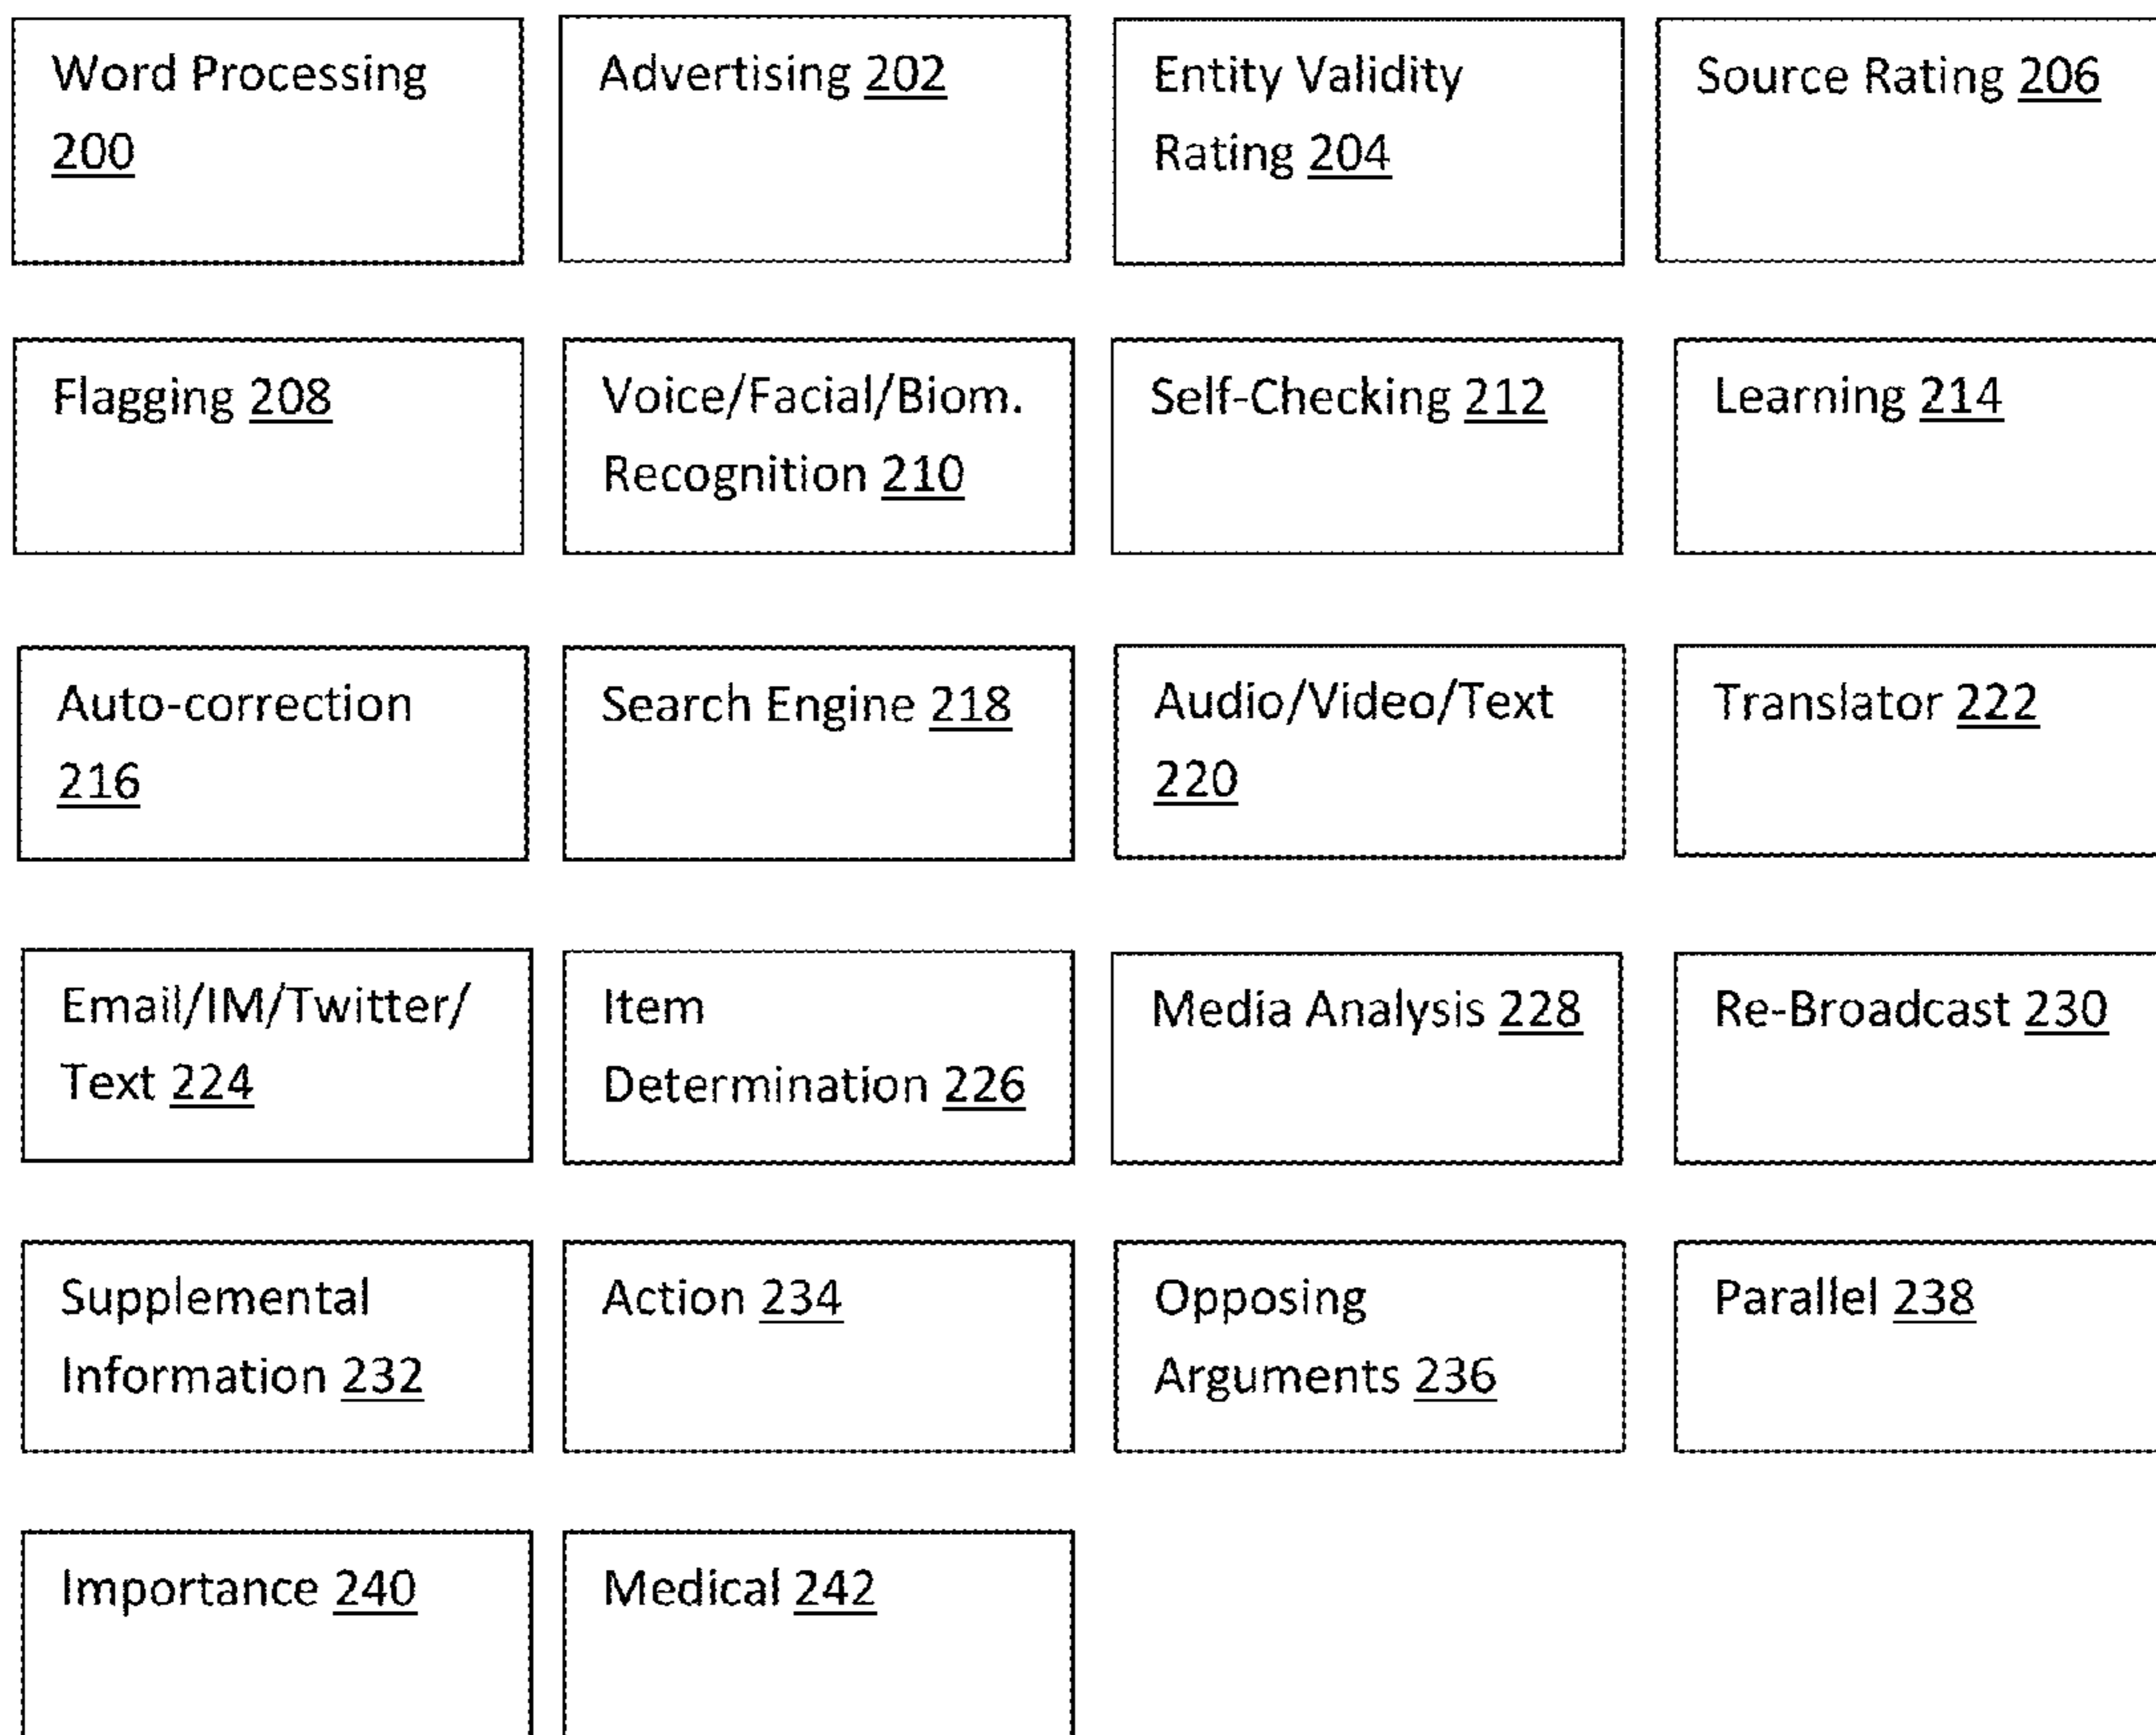 Word Processing
200
Advertising 202
Entity Validity
Rating 204
Source Rating 206
Flagging 208
Voice/Facial/Biom.
Recognition 210
Self-Checking 212
Learning 214
Auto-correction
216
Search Engine 218
Audio/Video/Text
220
Translator 222
Email/IM/Twitter/
Text 224
Item
Determination 226
Media Analysis 228
Re-Broadcast 230
Supplemental
Information 232
Action 234
Opposing
Arguments 236
Parallel 238
Importance 240
Medical 242